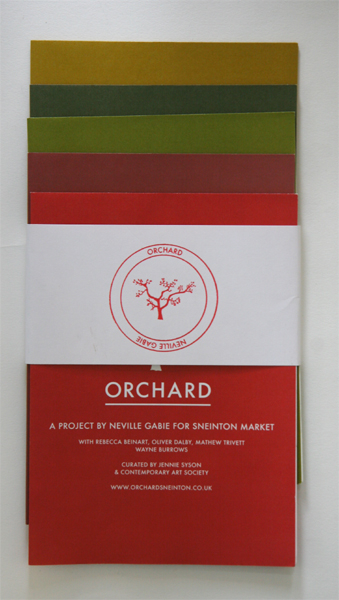 ORCHARD
NEVILLE GABIE
ORCHARD
A PROJECT BY NEVILLE GABIE FOR SNEINTON MARKET
WITH REBECCA BEINART, OLIVER DALBY, MATHEW TRIVETT
WAYNE BURROWS
CURATED BY JENNIE SYSON
& CONTEMPORARY ART SOCIETY
WWW.ORCHARDSNEINTON.CO.UK